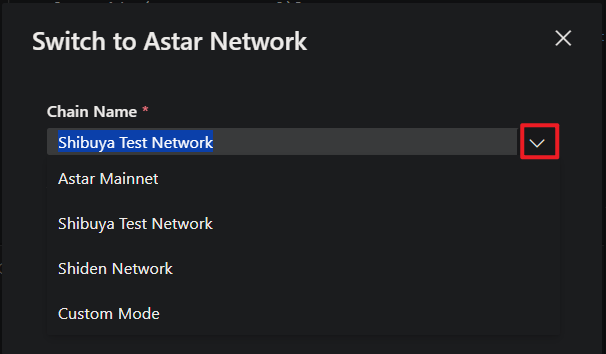 Switch to Astar Network
Chain Name *
Shibuya Test Network
Astar Mainnet
Shibuya Test Network
Shiden Network
Custom Mode